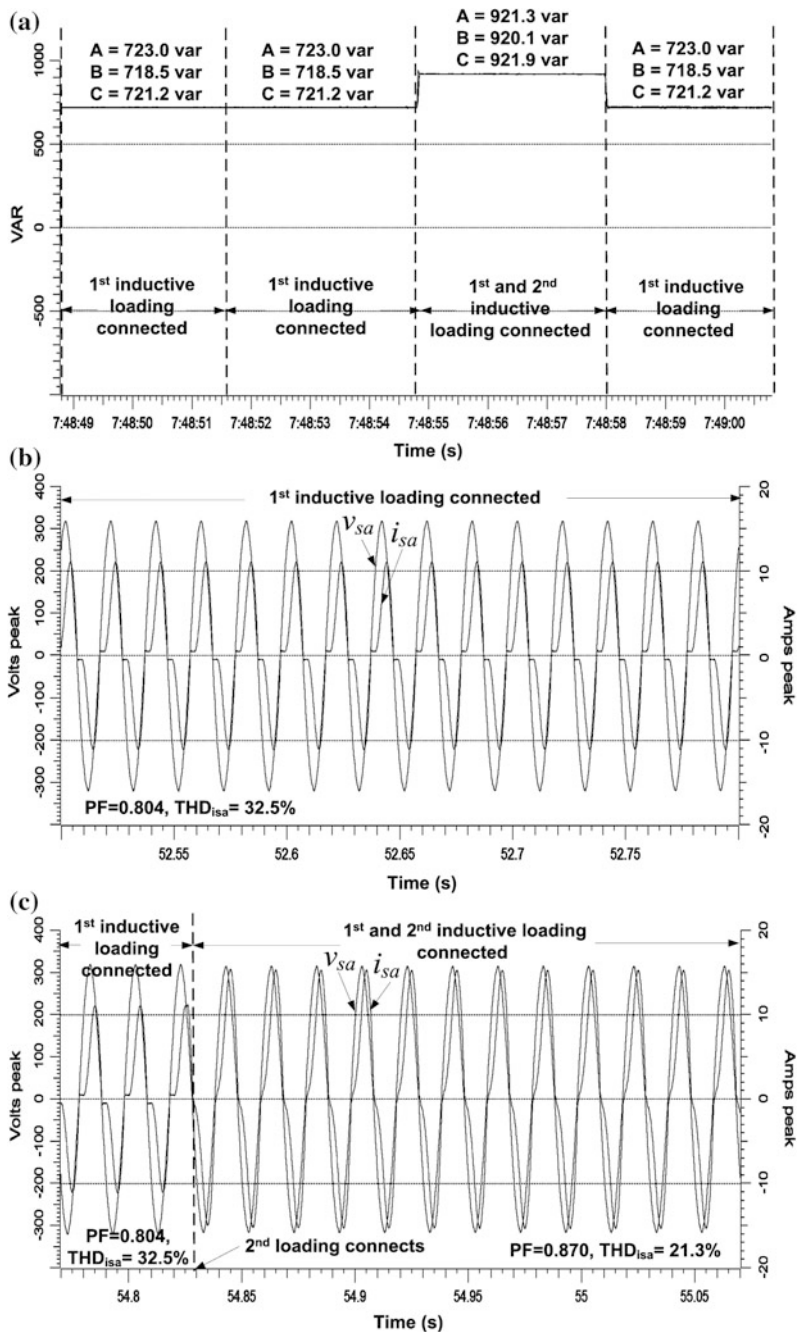 (a)
A = 723.0 var
B = 718.5 var
C = 721.2 var
A = 723.0 var
B = 718.5 var
C = 721.2 var
A = 921.3 var
B = 920.1 var
C = 921.9 var
A = 723.0 var
B = 718.5 var
C = 721.2 var
VAR
1000
500
0
-500
1st inductive
loading
connected
1st inductive
loading
connected
1st and 2nd
inductive
loading connected
1st inductive
loading
connected
7:48:49 7:48:50 7:48:51 7:48:52 7:48:53 7:48:54 7:48:55 7:48:56 7:48:57 7:48:58 7:48:59 7:49:00
Time (s)
(b)
Volts peak
400
300
200
100
0
-100
-200
-300
1st inductive loading connected
vsa
isa
PF=0.804, THDisa= 32.5%
20
10
0
-10
-20
Amps peak
52.55 52.6 52.65 52.7 52.75
Time (s)
(c)
Volts peak
400
300
200
100
0
-100
-200
-300
1st inductive
loading
connected
1st and 2nd inductive loading
connected
vsa
isa
PF=0.804,
THDisa= 32.5%
2nd loading connects
PF=0.870, THDisa= 21.3%
20
10
0
-10
-20
Amps peak
54.8 54.85 54.9 54.95 55 55.05
Time (s)